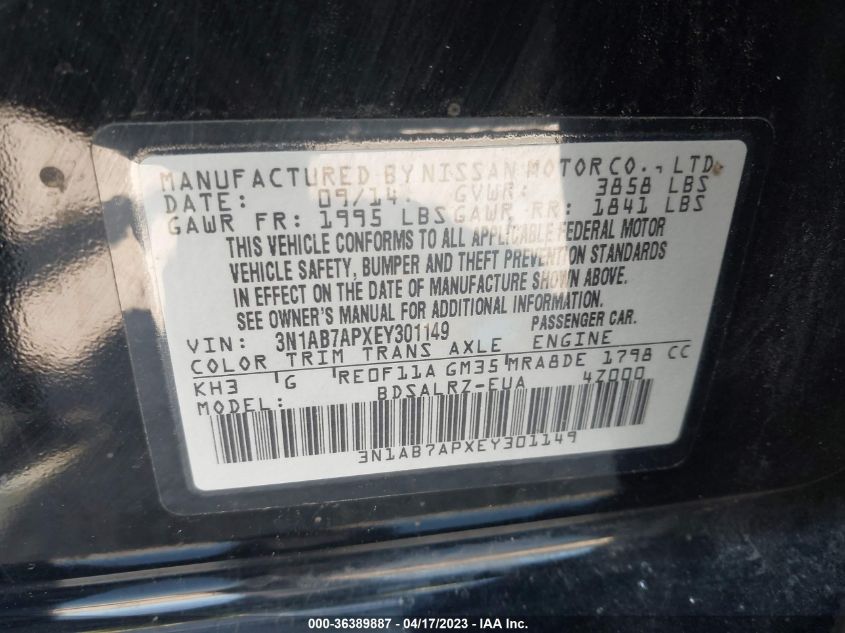 MANUFACTURED BY NISSAN MOTOR CO., LTD.
DATE: 09/14 GVWR: 3858 LBS
GAWR FR: 1995 LBS GAWR RR: 1841 LBS
THIS VEHICLE CONFORMS TO ALL APPLICABLE FEDERAL MOTOR
VEHICLE SAFETY, BUMPER AND THEFT PREVENTION STANDARDS
IN EFFECT ON THE DATE OF MANUFACTURE SHOWN ABOVE.
SEE OWNER'S MANUAL FOR ADDITIONAL INFORMATION.
VIN: 3N1AB7APXEY301149 PASSENGER CAR.
COLOR TRIM TRANS AXLE ENGINE
KH3 G RE0F11A GM35 MRA8DE 1798 CC
MODEL: BDSALRZ-EUA 4Z000
3N1AB7APXEY301149
000-36389887 - 04/17/2023 - IAA Inc.